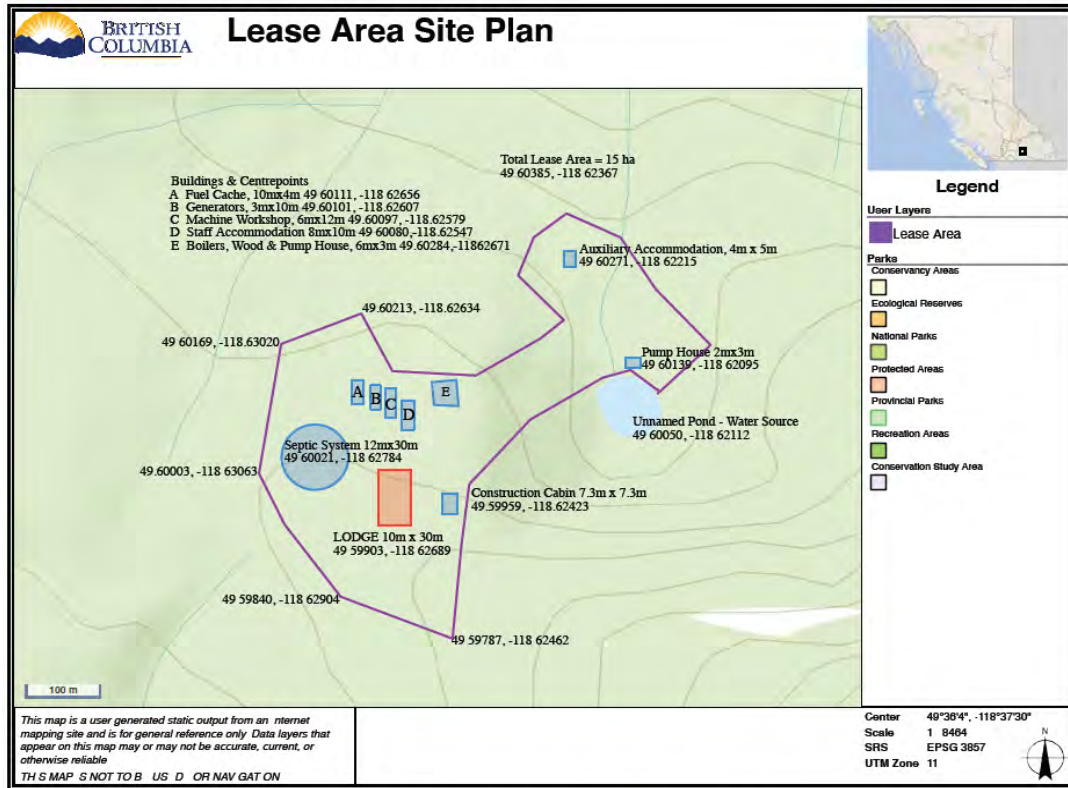 BRITISH
COLUMBIA
Lease Area Site Plan
Total Lease Area = 15 ha
49 60385, -118 62367
Buildings & Centrepoints
A Fuel Cache, 10mx4m 49 60111, -118 62656
B Generators, 3mx10m 49.60101, -118.62607
C Machine Workshop, 6mx12m 49.60097, -118.62579
D Staff Accommodation 8mx10m 49 60080,-118.62547
E Boilers, Wood & Pump House, 6mx3m 49.60284,-11862671
Auxiliary Accommodation, 4m x 5m
49 60271, -118 62215
49.60213, -118.62634
49 60169, -118.63020
Pump House 2mx3m
49 60139, -118 62095
A
B
C
D
E
Unnamed Pond - Water Source
49 60050, -118 62112
Septic System 12mx30m
49 60021, -118 62784
49.60003, -118 63063
Construction Cabin 7.3m x 7.3m
49.59959, -118.62423
LODGE 10m x 30m
49 59903, -118 62689
49 59840, -118 62904
49 59787, -118 62462
100 m
Legend
User Layers
Lease Area
Parks
Conservancy Areas
Ecological Reserves
National Parks
Protected Areas
Provincial Parks
Recreation Areas
Conservation Study Area
This map is a user generated static output from an nternet
mapping site and is for general reference only Data layers that
appear on this map may or may not be accurate, current, or
otherwise reliable
TH S MAP S NOT TO B US D OR NAV GAT ON
Center 49°36'4", -118°37'30"
Scale 1 8464
SRS EPSG 3857
UTM Zone 11
N